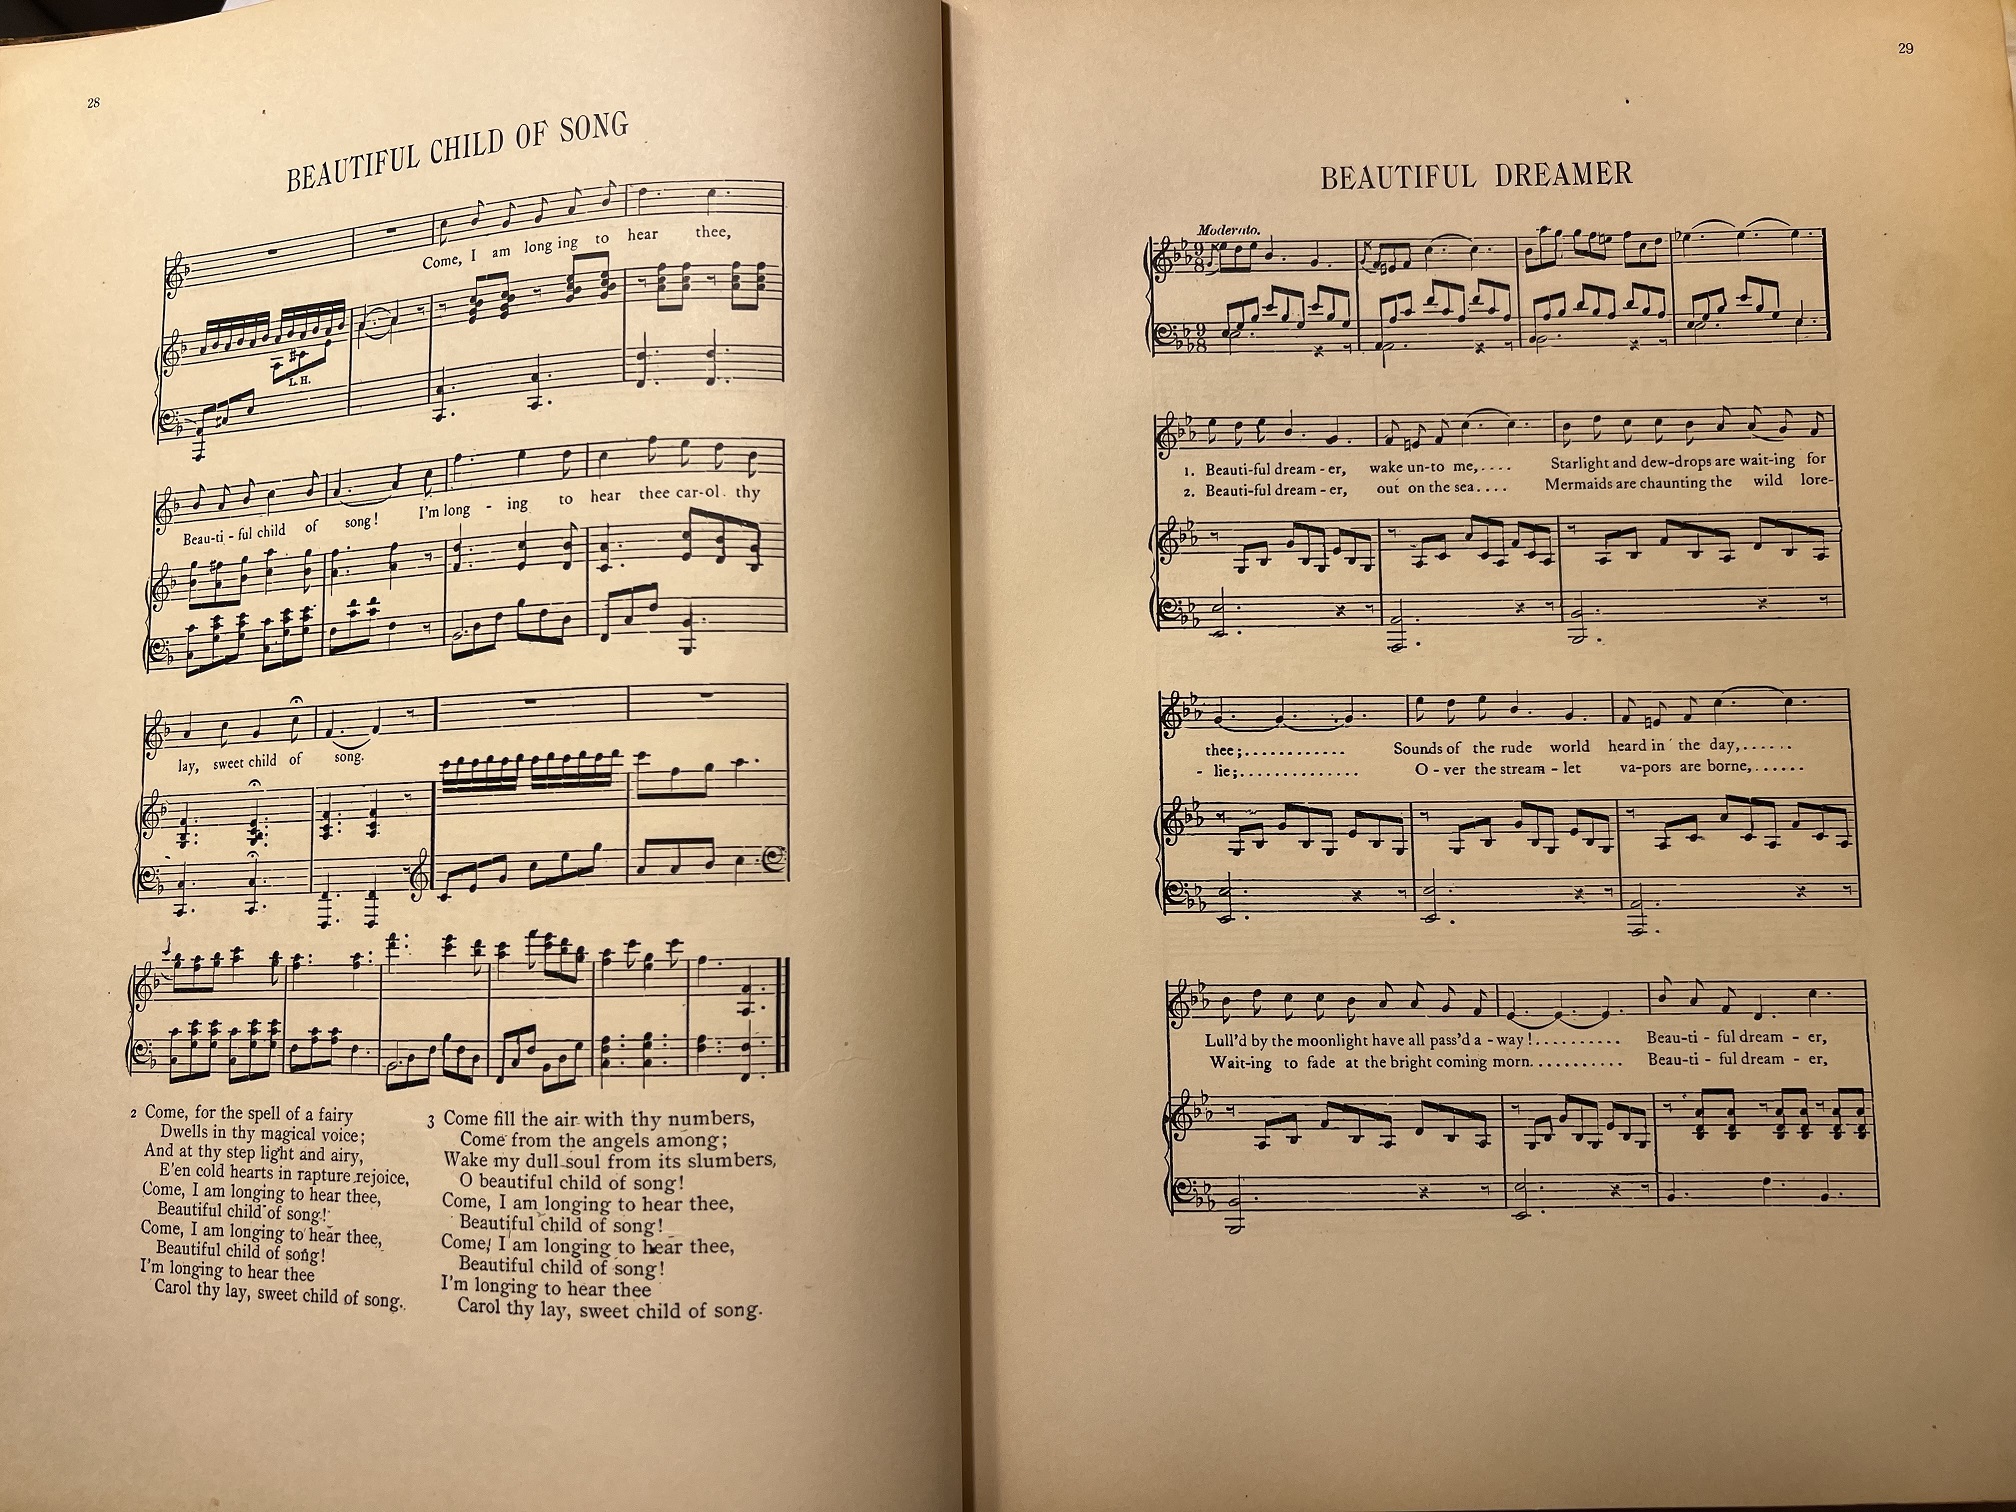 28
BEAUTIFUL CHILD OF SONG
Come, I am long ing to hear thee,
L. H.
Beau-ti - ful child of song! I'm long - ing to hear thee car-ol thy
lay, sweet child of song.
2 Come, for the spell of a fairy
Dwells in thy magical voice;
And at thy step light and airy,
E'en cold hearts in rapture rejoice,
Come, I am longing to hear thee,
Beautiful child of song!
Come, I am longing to hear thee,
Beautiful child of song!
I'm longing to hear thee
Carol thy lay, sweet child of song.
3 Come fill the air with thy numbers,
Come from the angels among;
Wake my dull soul from its slumbers,
O beautiful child of song!
Come, I am longing to hear thee,
Beautiful child of song!
Come, I am longing to hear thee,
Beautiful child of song!
I'm longing to hear thee
Carol thy lay, sweet child of song.
29
BEAUTIFUL DREAMER
Moderato.
9 8
9 8
1. Beauti-ful dream - er, wake un-to me,.... Starlight and dew-drops are wait-ing for
2. Beauti-ful dream - er, out on the sea.... Mermaids are chaunting the wild lore-
thee;............ Sounds of the rude world heard in the day,......
- lie;............. O - ver the stream - let va-pors are borne,......
Lull'd by the moonlight have all pass'd a - way!.......... Beau-ti - ful dream - er,
Wait-ing to fade at the bright coming morn........... Beau-ti - ful dream - er,